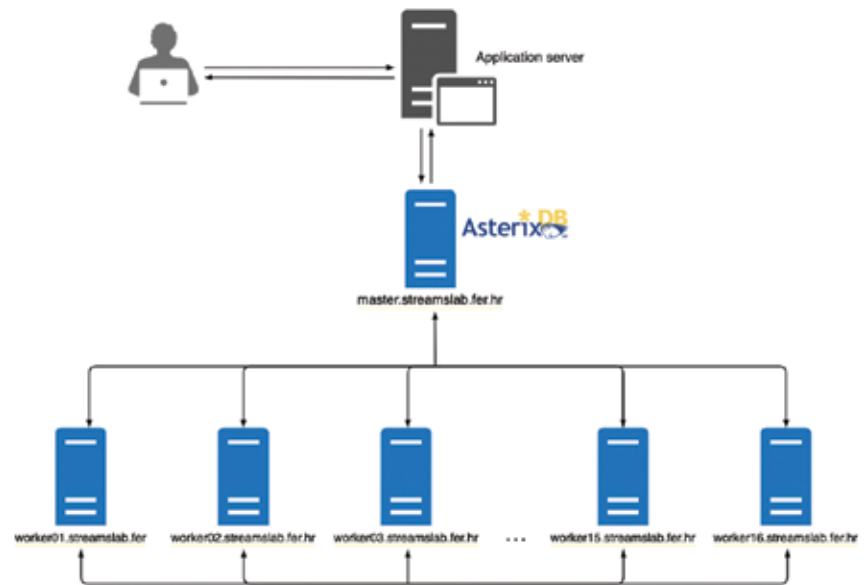 Application server
Asterix DB
master.streamslab.fer.hr
worker01.streamslab.fer
worker02.streamslab.fer.hr
worker03.streamslab.fer.hr
...
worker15.streamslab.fer.hr
worker16.streamslab.fer.hr